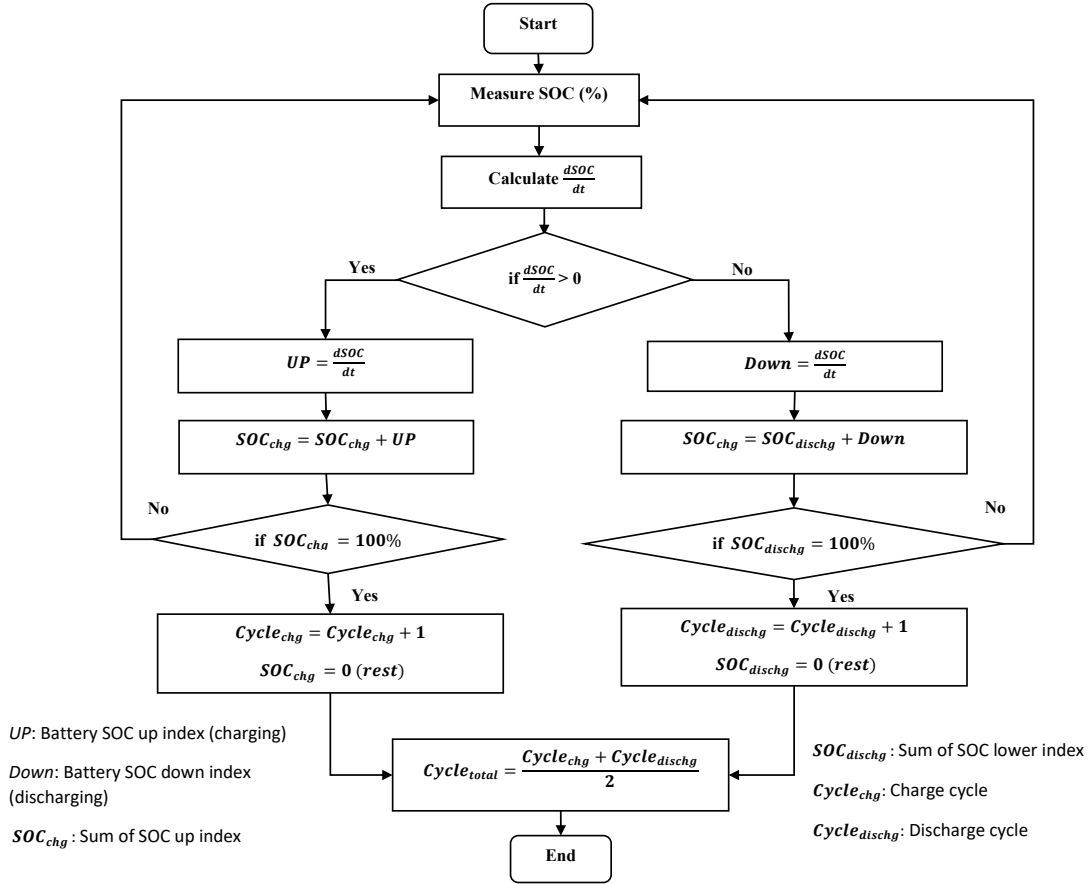 Start
Measure SOC (%)
Calculate dSOC/dt
if dSOC/dt > 0
Yes
No
UP = dSOC/dt
Down = dSOC/dt
SOC_chg = SOC_chg + UP
SOC_chg = SOC_dischg + Down
No
No
if SOC_chg = 100%
if SOC_dischg = 100%
Yes
Yes
Cycle_chg = Cycle_chg + 1
SOC_chg = 0 (rest)
Cycle_dischg = Cycle_dischg + 1
SOC_dischg = 0 (rest)
Cycle_total = (Cycle_chg + Cycle_dischg)/2
End
UP: Battery SOC up index (charging)
Down: Battery SOC down index
(discharging)
SOC_chg : Sum of SOC up index
SOC_dischg : Sum of SOC lower index
Cycle_chg: Charge cycle
Cycle_dischg: Discharge cycle